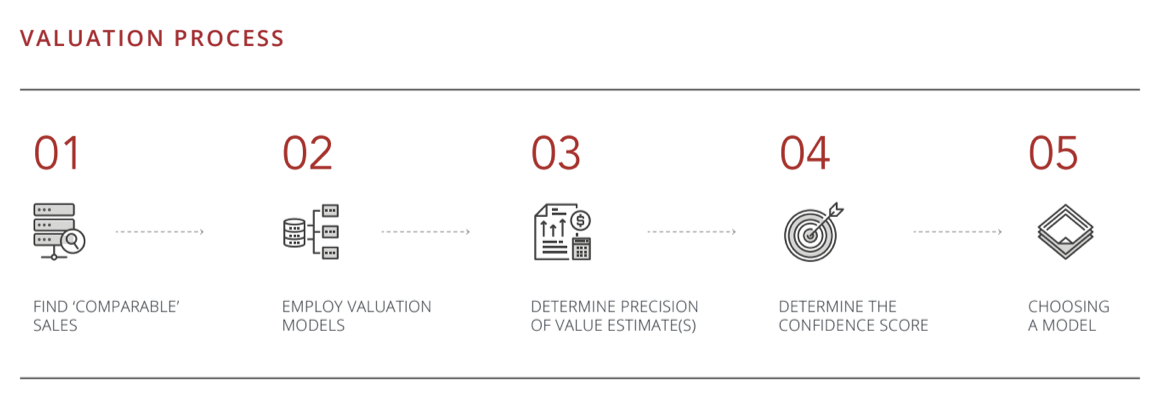 VALUATION PROCESS
01
02
03
04
05
$
FIND ‘COMPARABLE’
SALES
EMPLOY VALUATION
MODELS
DETERMINE PRECISION
OF VALUE ESTIMATE(S)
DETERMINE THE
CONFIDENCE SCORE
CHOOSING
A MODEL